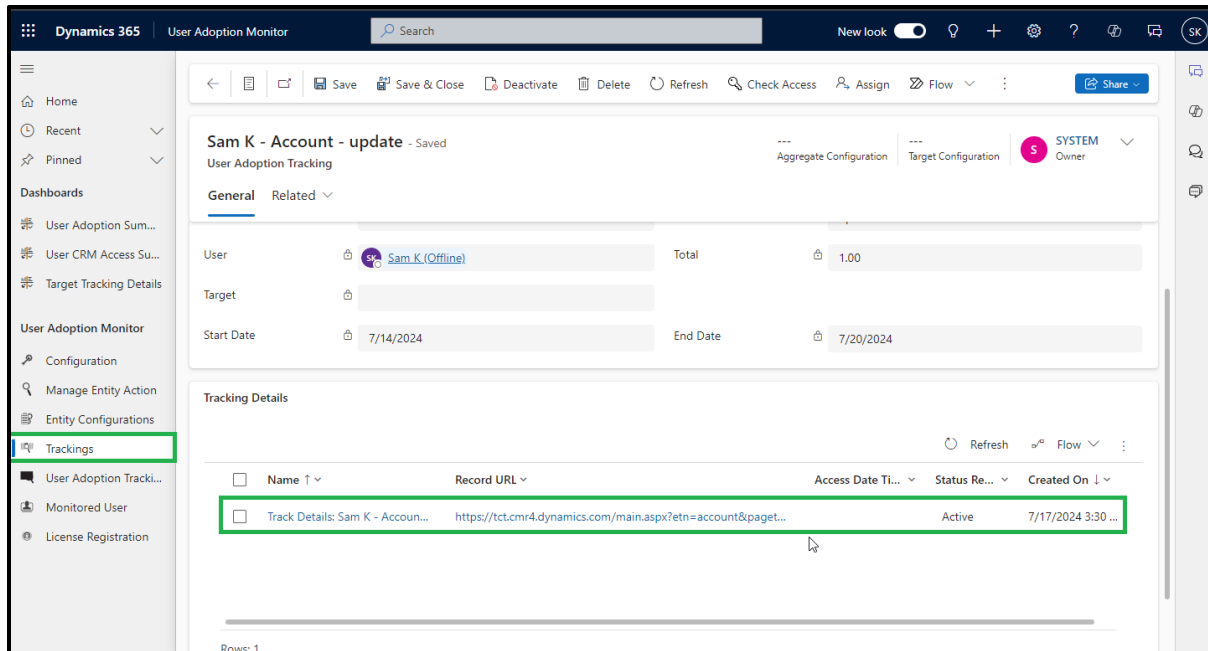 Dynamics 365 User Adoption Monitor Search New look SK
Save Save & Close Deactivate Delete Refresh Check Access Assign Flow Share
Home
Recent
Pinned
Dashboards
User Adoption Sum...
User CRM Access Su...
Target Tracking Details
User Adoption Monitor
Configuration
Manage Entity Action
Entity Configurations
Trackings
User Adoption Tracki...
Monitored User
License Registration
Sam K - Account - update - Saved
User Adoption Tracking
---
Aggregate Configuration
---
Target Configuration
S
SYSTEM
Owner
General Related
User SK Sam K (Offline) Total 1.00
Target
Start Date 7/14/2024 End Date 7/20/2024
Tracking Details
Refresh Flow
Name ↑ Record URL Access Date Ti... Status Re... Created On ↓
Track Details: Sam K - Accoun... https://tct.cmr4.dynamics.com/main.aspx?etn=account&paget... Active 7/17/2024 3:30 ...
Rows: 1